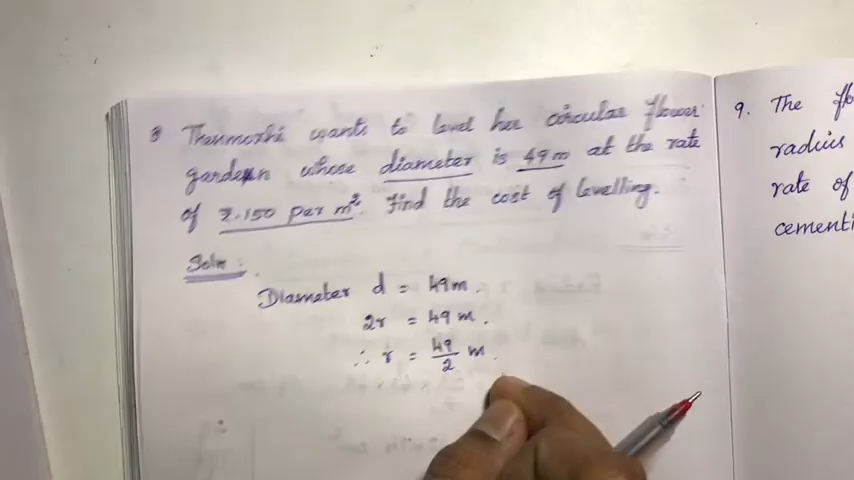 8 Thenmozhi wants to level her circular flower
garden whose diameter is 49m at the rate
of ₹.150 per m². Find the cost of levelling.
Soln:
Diameter d = 49m.
2r = 49m.
∴ r = 49/2 m.
9. The
radius
rate of
cementi